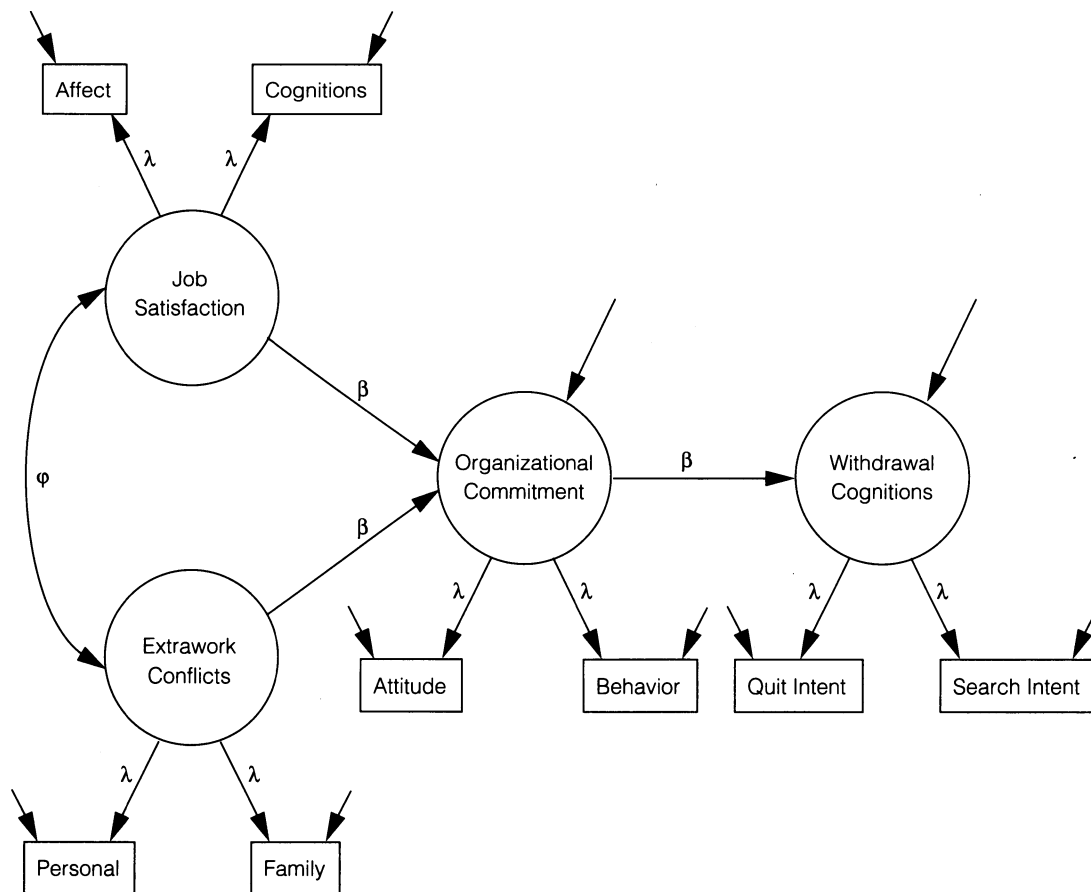 Affect
Cognitions
λ
λ
Job
Satisfaction
β
φ
Organizational
Commitment
β
Withdrawal
Cognitions
β
Extrawork
Conflicts
λ
λ
λ
λ
Attitude
Behavior
Quit Intent
Search Intent
λ
λ
Personal
Family